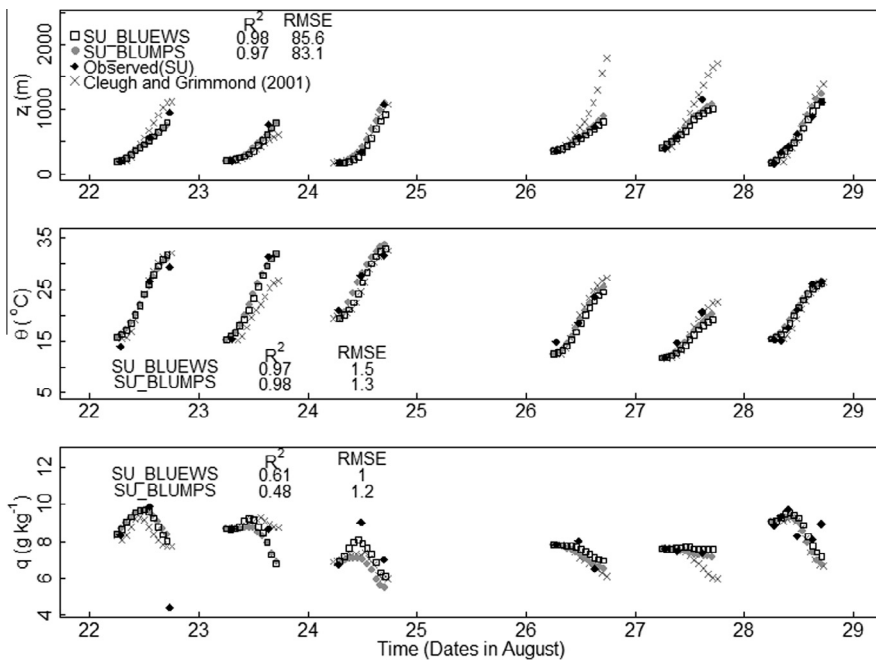 R² RMSE
SU_BLUEWS 0.98 85.6
SU_BLUMPS 0.97 83.1
Observed(SU)
Cleugh and Grimmond (2001)
2000
1000
0
zᵢ (m)
22 23 24 25 26 27 28 29
35
25
15
5
θ (°C)
R² RMSE
SU_BLUEWS 0.97 1.5
SU_BLUMPS 0.98 1.3
22 23 24 25 26 27 28 29
12
10
8
6
4
q (g kg⁻¹)
R² RMSE
SU_BLUEWS 0.61 1
SU_BLUMPS 0.48 1.2
22 23 24 25 26 27 28 29
Time (Dates in August)